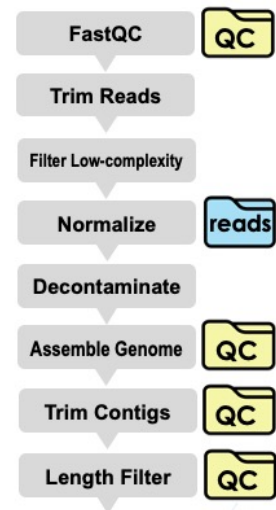 FastQC QC
Trim Reads
Filter Low-complexity
Normalize reads
Decontaminate
Assemble Genome QC
Trim Contigs QC
Length Filter QC